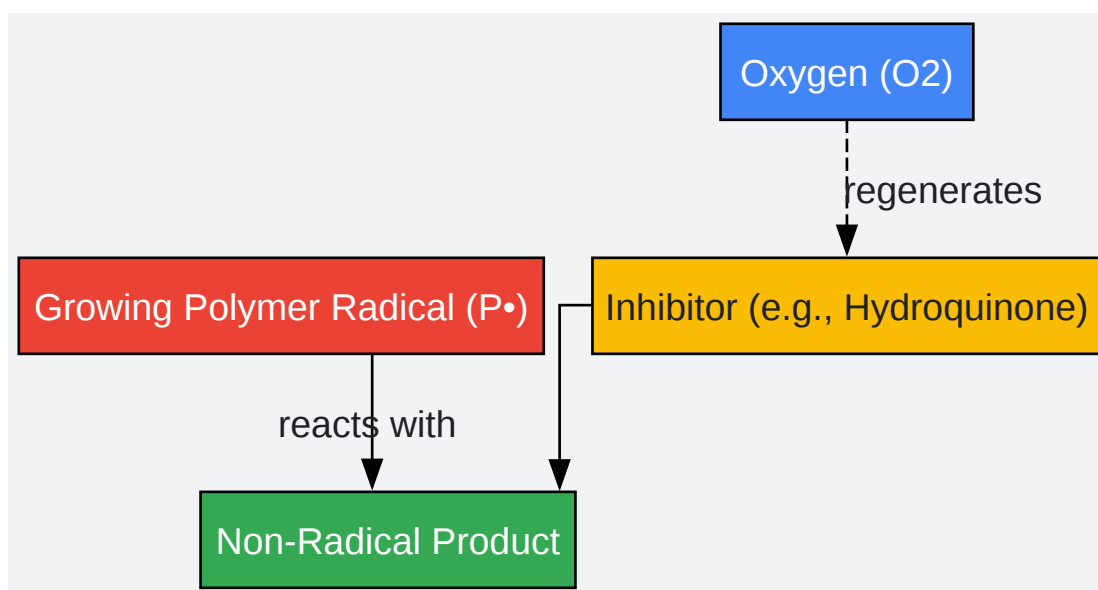 Oxygen (O2)
regenerates
Growing Polymer Radical (P•)
Inhibitor (e.g., Hydroquinone)
reacts with
Non-Radical Product